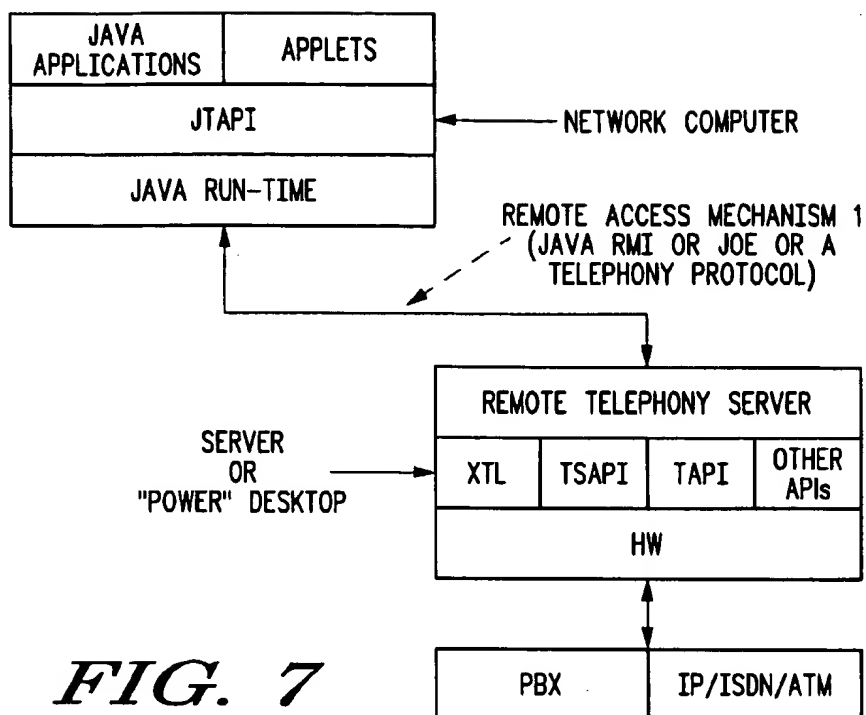 JAVA
APPLICATIONS
APPLETS
JTAPI
NETWORK COMPUTER
JAVA RUN-TIME
REMOTE ACCESS MECHANISM 1
(JAVA RMI OR JOE OR A
TELEPHONY PROTOCOL)
REMOTE TELEPHONY SERVER
SERVER
OR
"POWER" DESKTOP
XTL
TSAPI
TAPI
OTHER
APIs
HW
PBX
IP/ISDN/ATM
FIG. 7